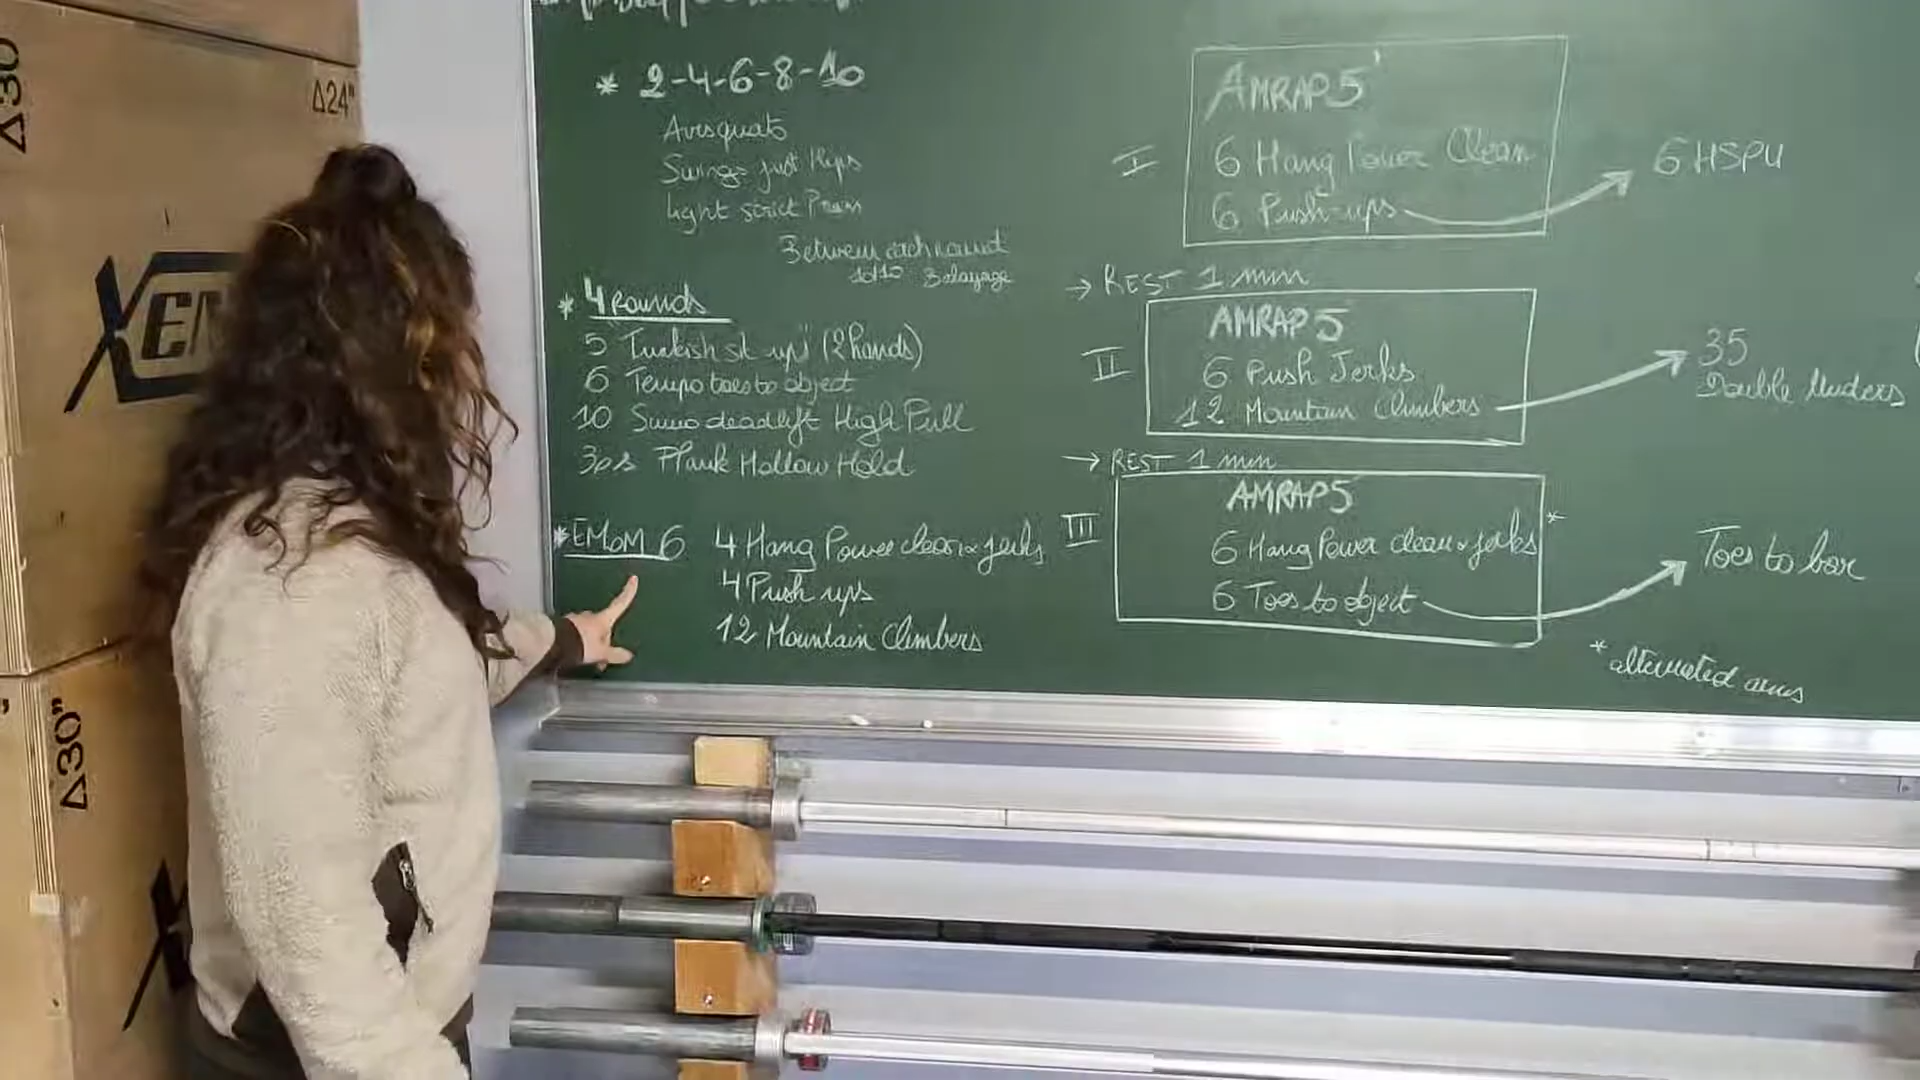 * 2-4-6-8-10
Airsquats
Swings just Hips
light strict Press
Between each round
* 4 Rounds
5 Turkish sit ups (2 hands)
6 Tempo toes to object
10 Sumo deadlift High Pull
30s Plank Hollow Hold
* EMOM 6 4 Hang Power clean & jerks
4 Push ups
12 Mountain Climbers
I
AMRAP 5'
6 Hang Power Clean
6 Push-ups
6 HSPU
→ REST 1 min
II
AMRAP 5
6 Push Jerks
12 Mountain Climbers
35
Double Unders
→ REST 1 min
III
AMRAP 5
6 Hang Power clean & jerks *
6 Toes to object
Toes to bar
* alternated arms
Δ30
Δ24"
XEN
Δ30"